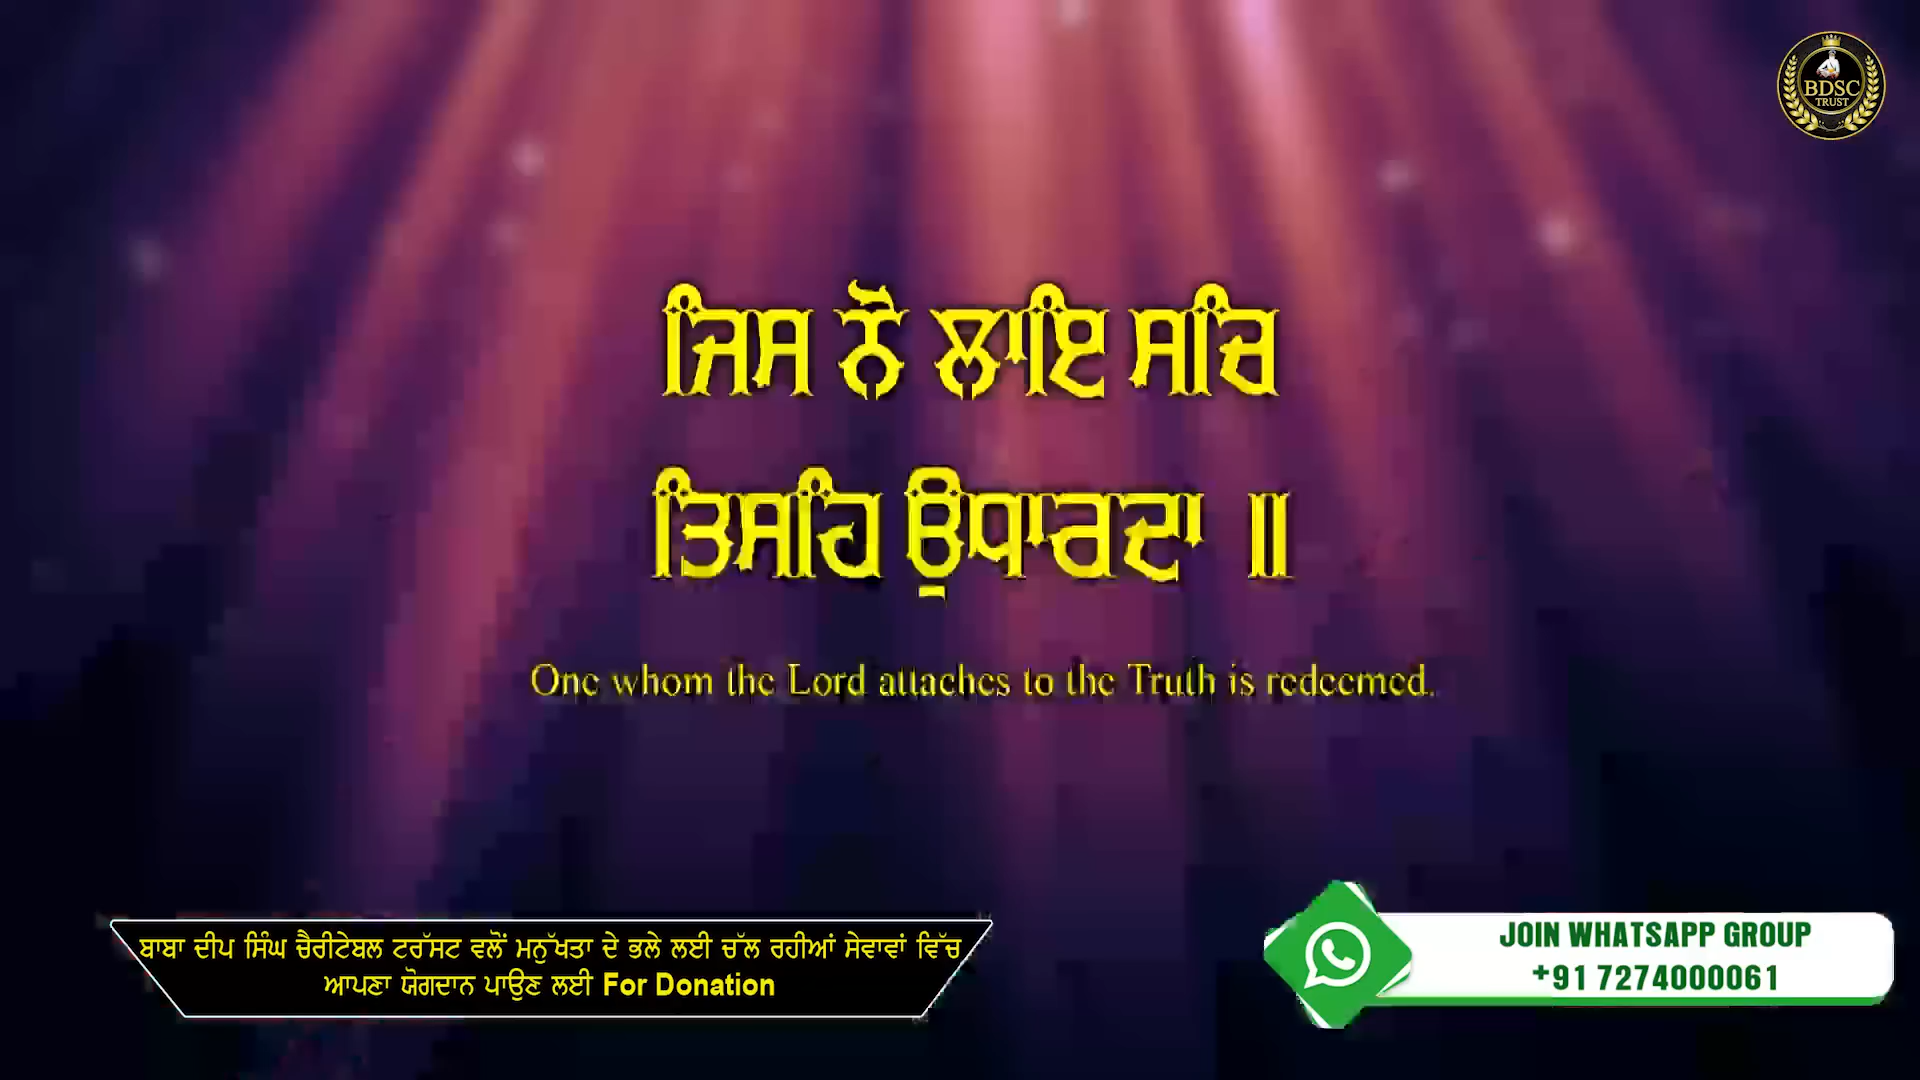 BDSC
TRUST
ਜਿਸ ਨੋ ਲਾਇ ਸਚਿ
ਤਿਸਹਿ ਉਧਾਰਦਾ ॥
One whom the Lord attaches to the Truth is redeemed.
ਬਾਬਾ ਦੀਪ ਸਿੰਘ ਚੈਰੀਟੇਬਲ ਟਰੱਸਟ ਵਲੋਂ ਮਨੁੱਖਤਾ ਦੇ ਭਲੇ ਲਈ ਚੱਲ ਰਹੀਆਂ ਸੇਵਾਵਾਂ ਵਿੱਚ
ਆਪਣਾ ਯੋਗਦਾਨ ਪਾਉਣ ਲਈ For Donation
JOIN WHATSAPP GROUP
+91 7274000061